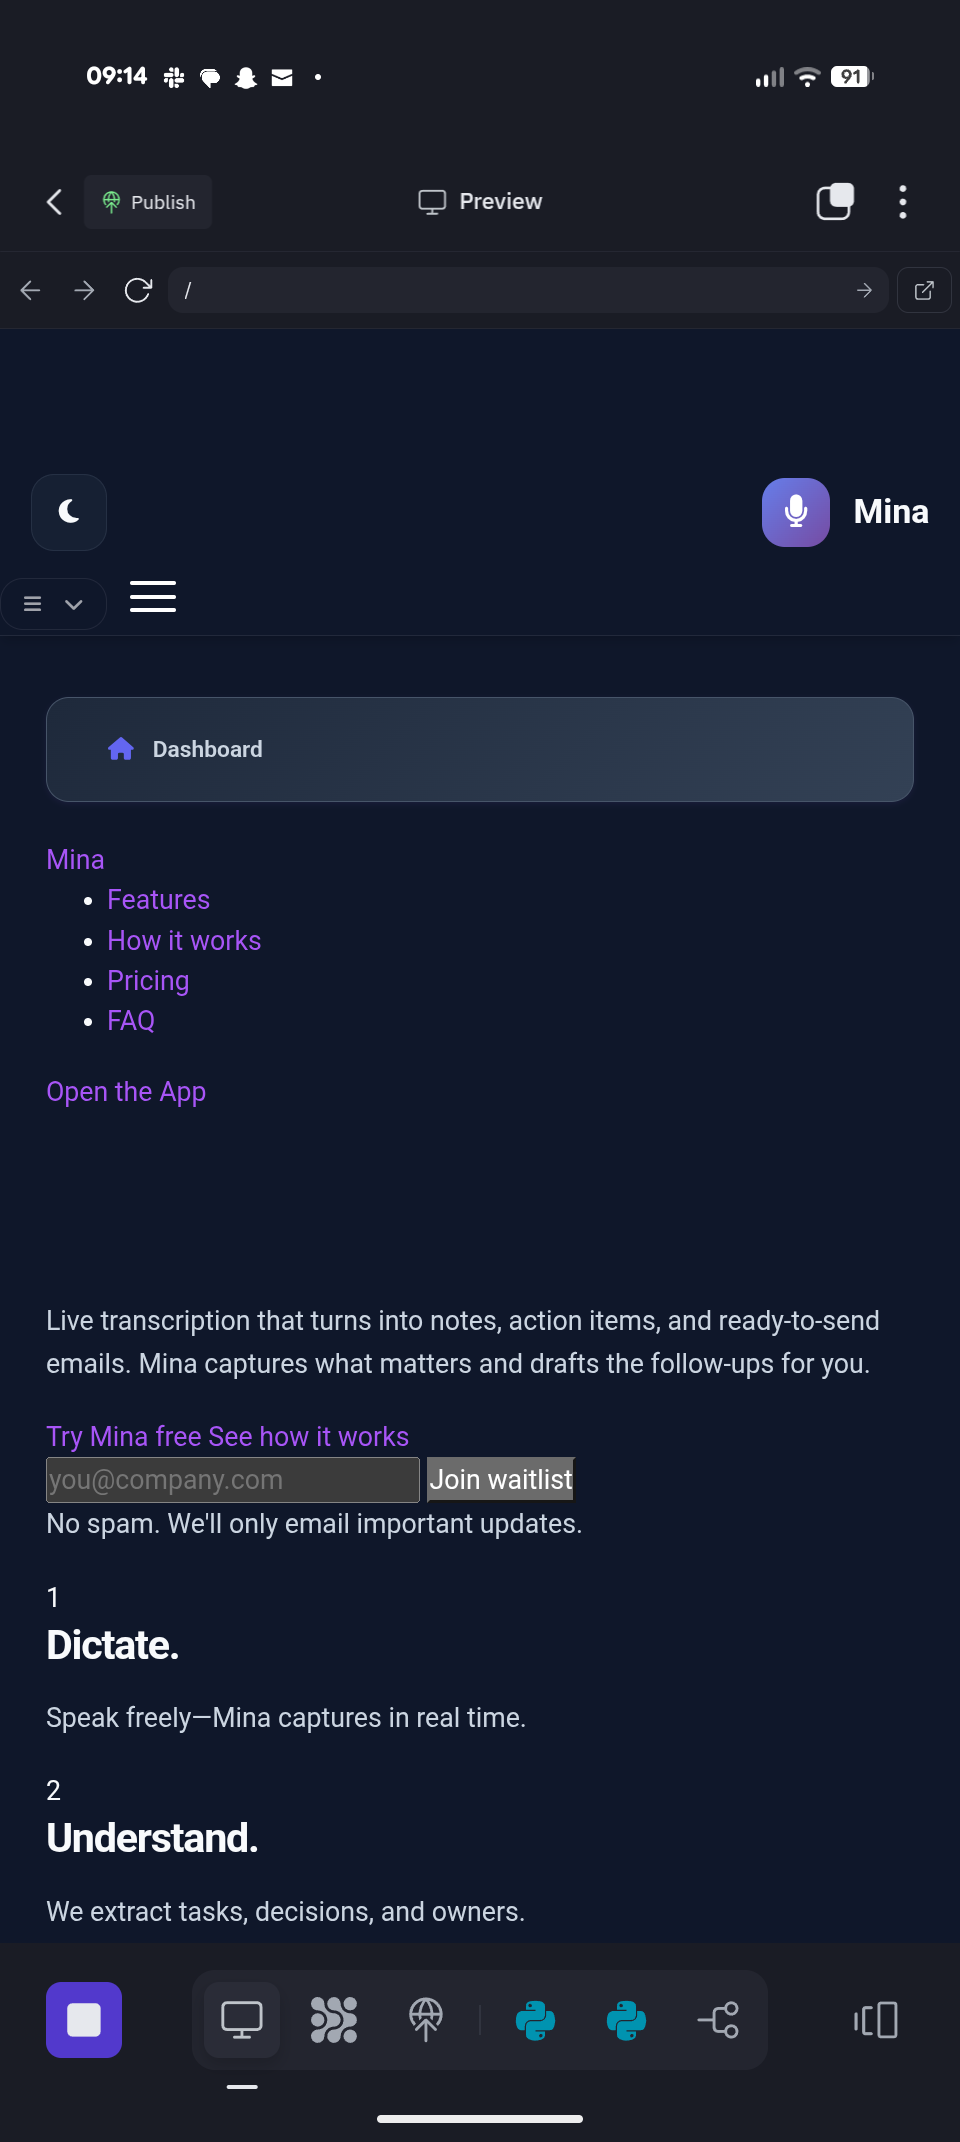 09:14
91
Publish
Preview
/
Mina
Dashboard
Mina
• Features
• How it works
• Pricing
• FAQ
Open the App
Live transcription that turns into notes, action items, and ready-to-send
emails. Mina captures what matters and drafts the follow-ups for you.
Try Mina free See how it works
you@company.com Join waitlist
No spam. We'll only email important updates.
1
Dictate.
Speak freely—Mina captures in real time.
2
Understand.
We extract tasks, decisions, and owners.